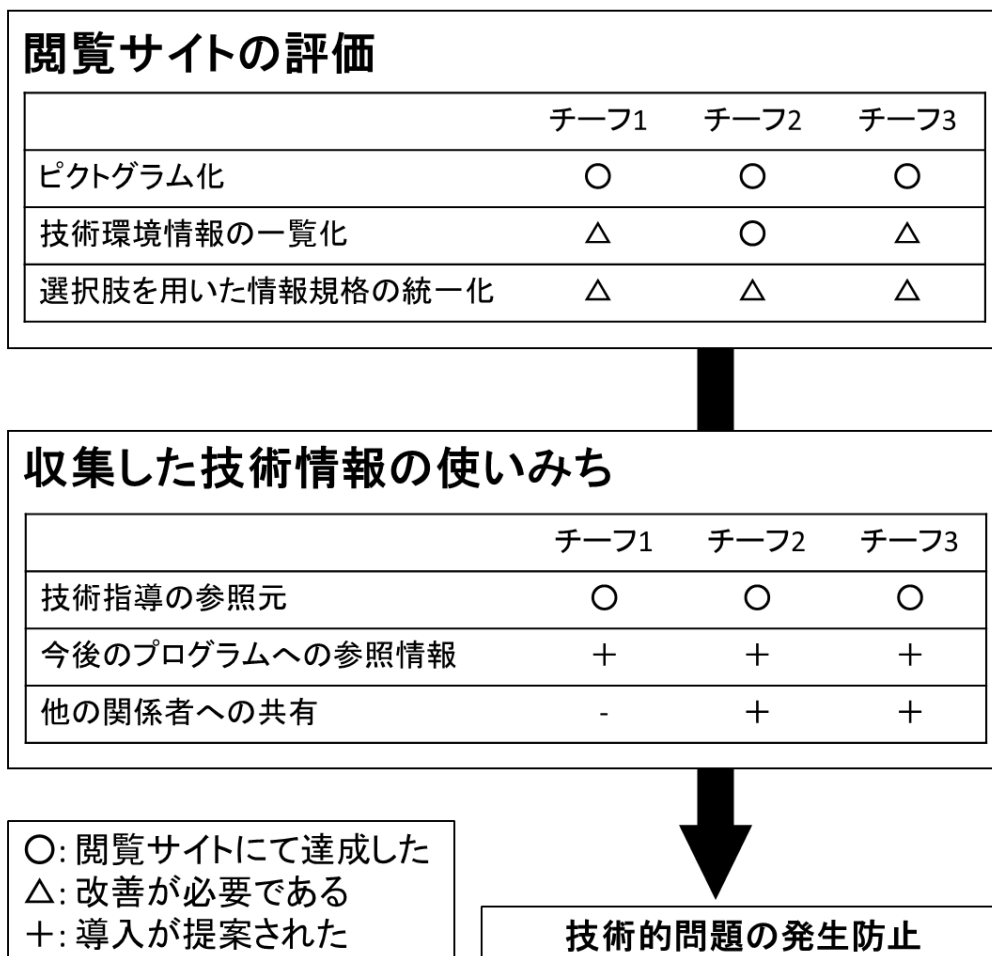 閲覧サイトの評価
チーフ1 チーフ2 チーフ3
ピクトグラム化 ○ ○ ○
技術環境情報の一覧化 △ ○ △
選択肢を用いた情報規格の統一化 △ △ △
収集した技術情報の使いみち
チーフ1 チーフ2 チーフ3
技術指導の参照元 ○ ○ ○
今後のプログラムへの参照情報 + + +
他の関係者への共有 - + +
○: 閲覧サイトにて達成した
△: 改善が必要である
+: 導入が提案された
技術的問題の発生防止